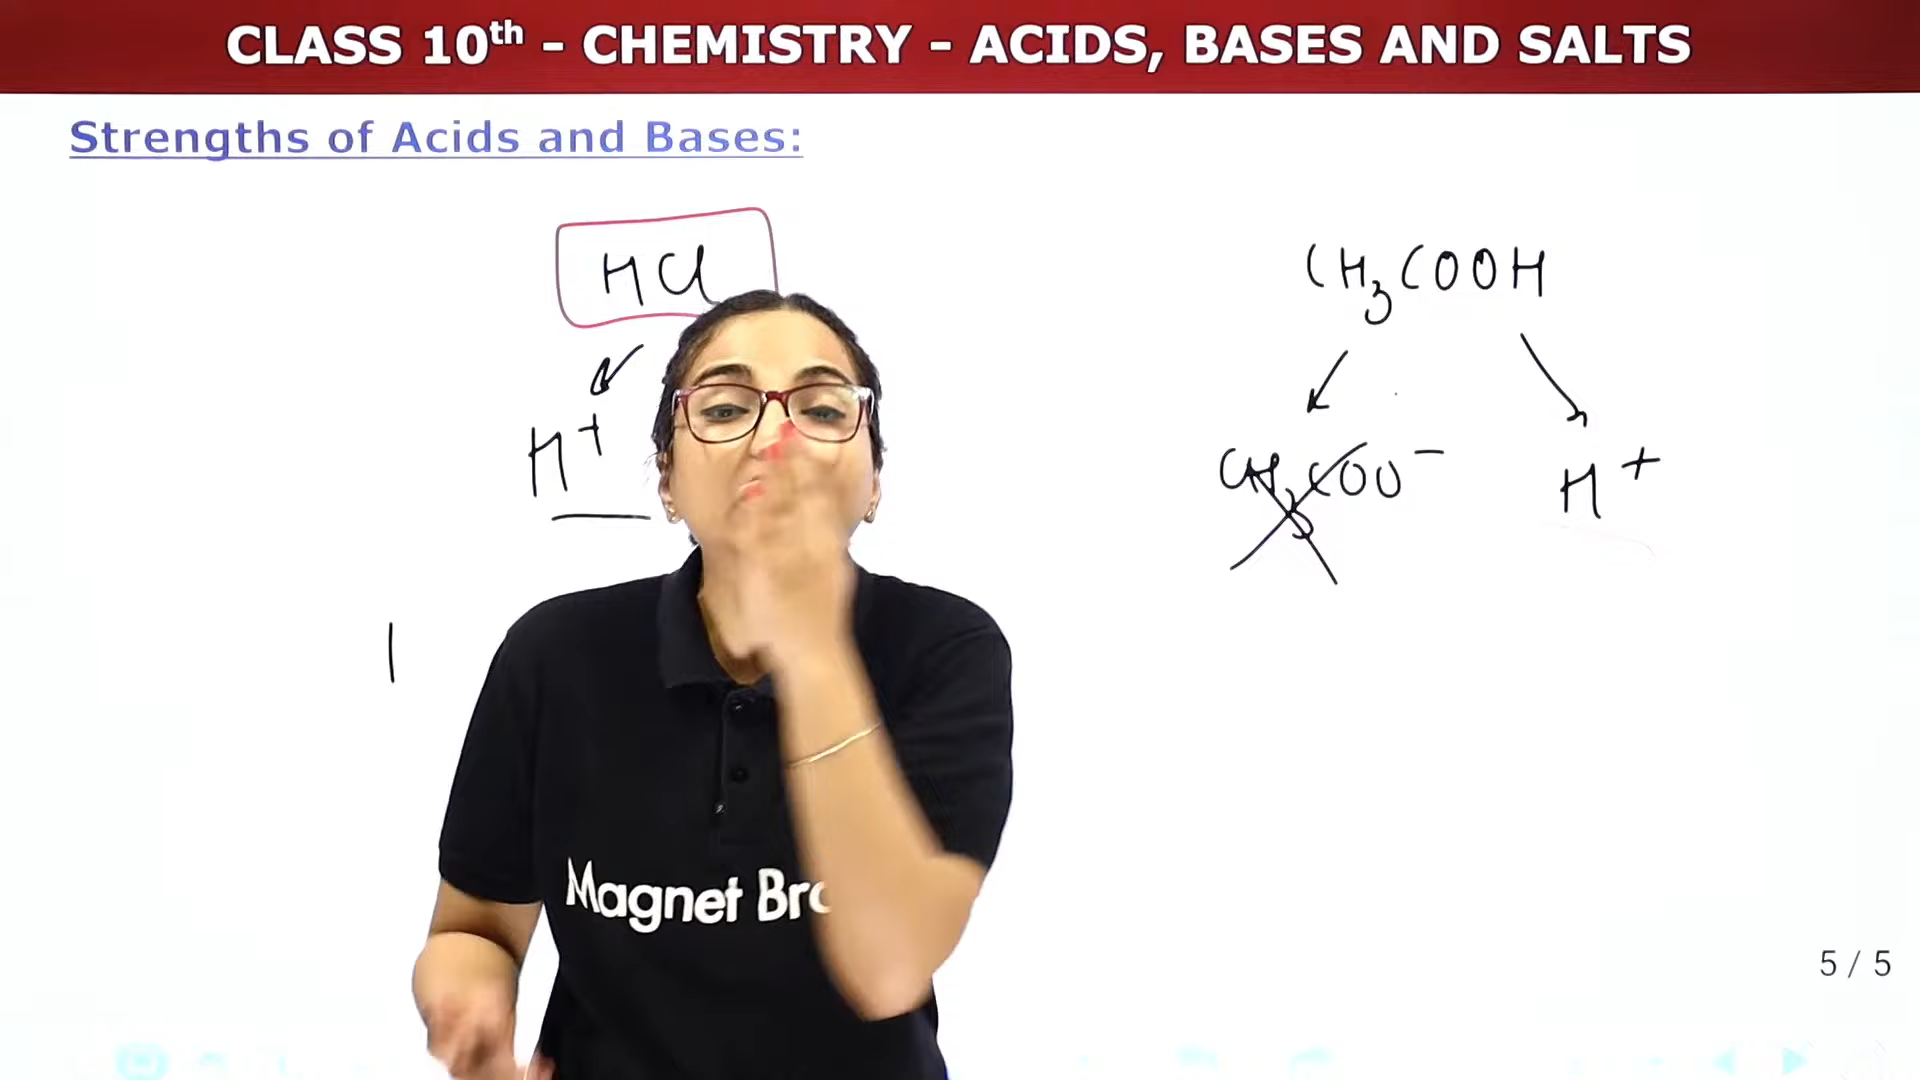 CLASS 10th - CHEMISTRY - ACIDS, BASES AND SALTS
Strengths of Acids and Bases:
HCl
CH3COOH
H+
CH3COO-
H+
Magnet Br
5 / 5